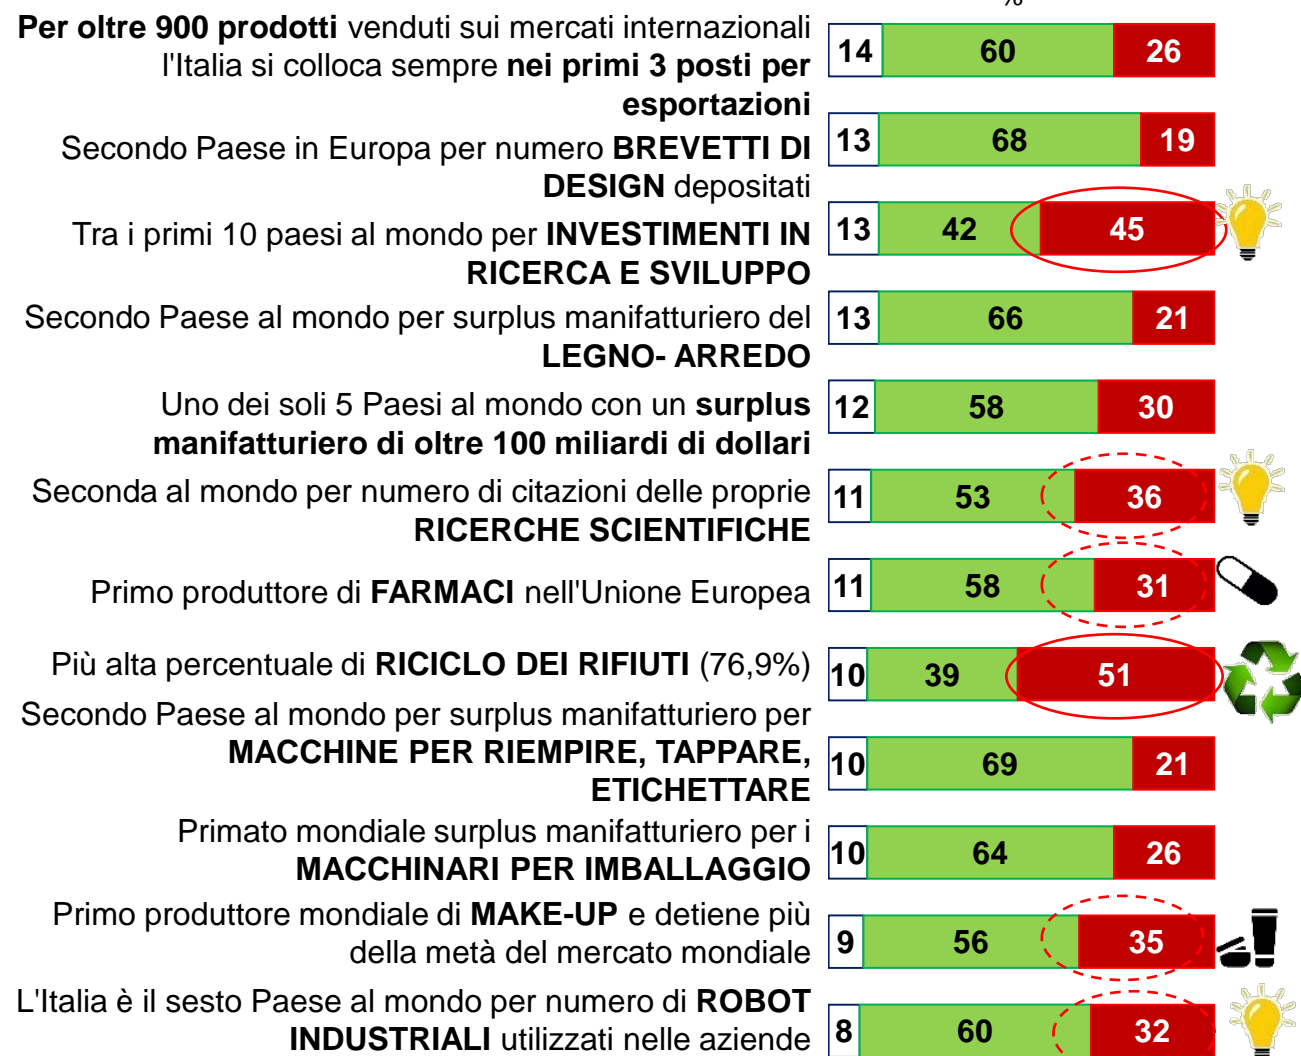 %
Per oltre 900 prodotti venduti sui mercati internazionali
l'Italia si colloca sempre nei primi 3 posti per
esportazioni
14 60 26
Secondo Paese in Europa per numero BREVETTI DI
DESIGN depositati
13 68 19
Tra i primi 10 paesi al mondo per INVESTIMENTI IN
RICERCA E SVILUPPO
13 42 45
Secondo Paese al mondo per surplus manifatturiero del
LEGNO- ARREDO
13 66 21
Uno dei soli 5 Paesi al mondo con un surplus
manifatturiero di oltre 100 miliardi di dollari
12 58 30
Seconda al mondo per numero di citazioni delle proprie
RICERCHE SCIENTIFICHE
11 53 36
Primo produttore di FARMACI nell'Unione Europea
11 58 31
Più alta percentuale di RICICLO DEI RIFIUTI (76,9%)
10 39 51
Secondo Paese al mondo per surplus manifatturiero per
MACCHINE PER RIEMPIRE, TAPPARE,
ETICHETTARE
10 69 21
Primato mondiale surplus manifatturiero per i
MACCHINARI PER IMBALLAGGIO
10 64 26
Primo produttore mondiale di MAKE-UP e detiene più
della metà del mercato mondiale
9 56 35
L'Italia è il sesto Paese al mondo per numero di ROBOT
INDUSTRIALI utilizzati nelle aziende
8 60 32